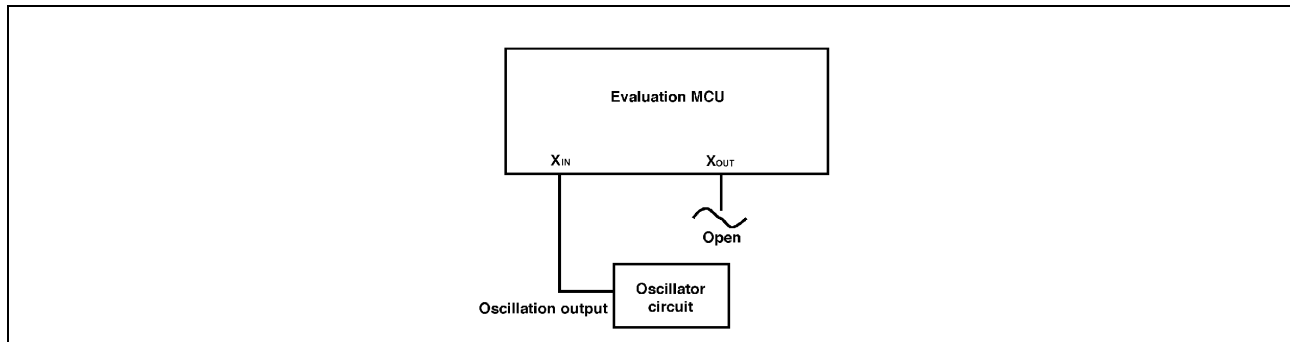 Evaluation MCU
XIN
XOUT
Open
Oscillation output
Oscillator
circuit